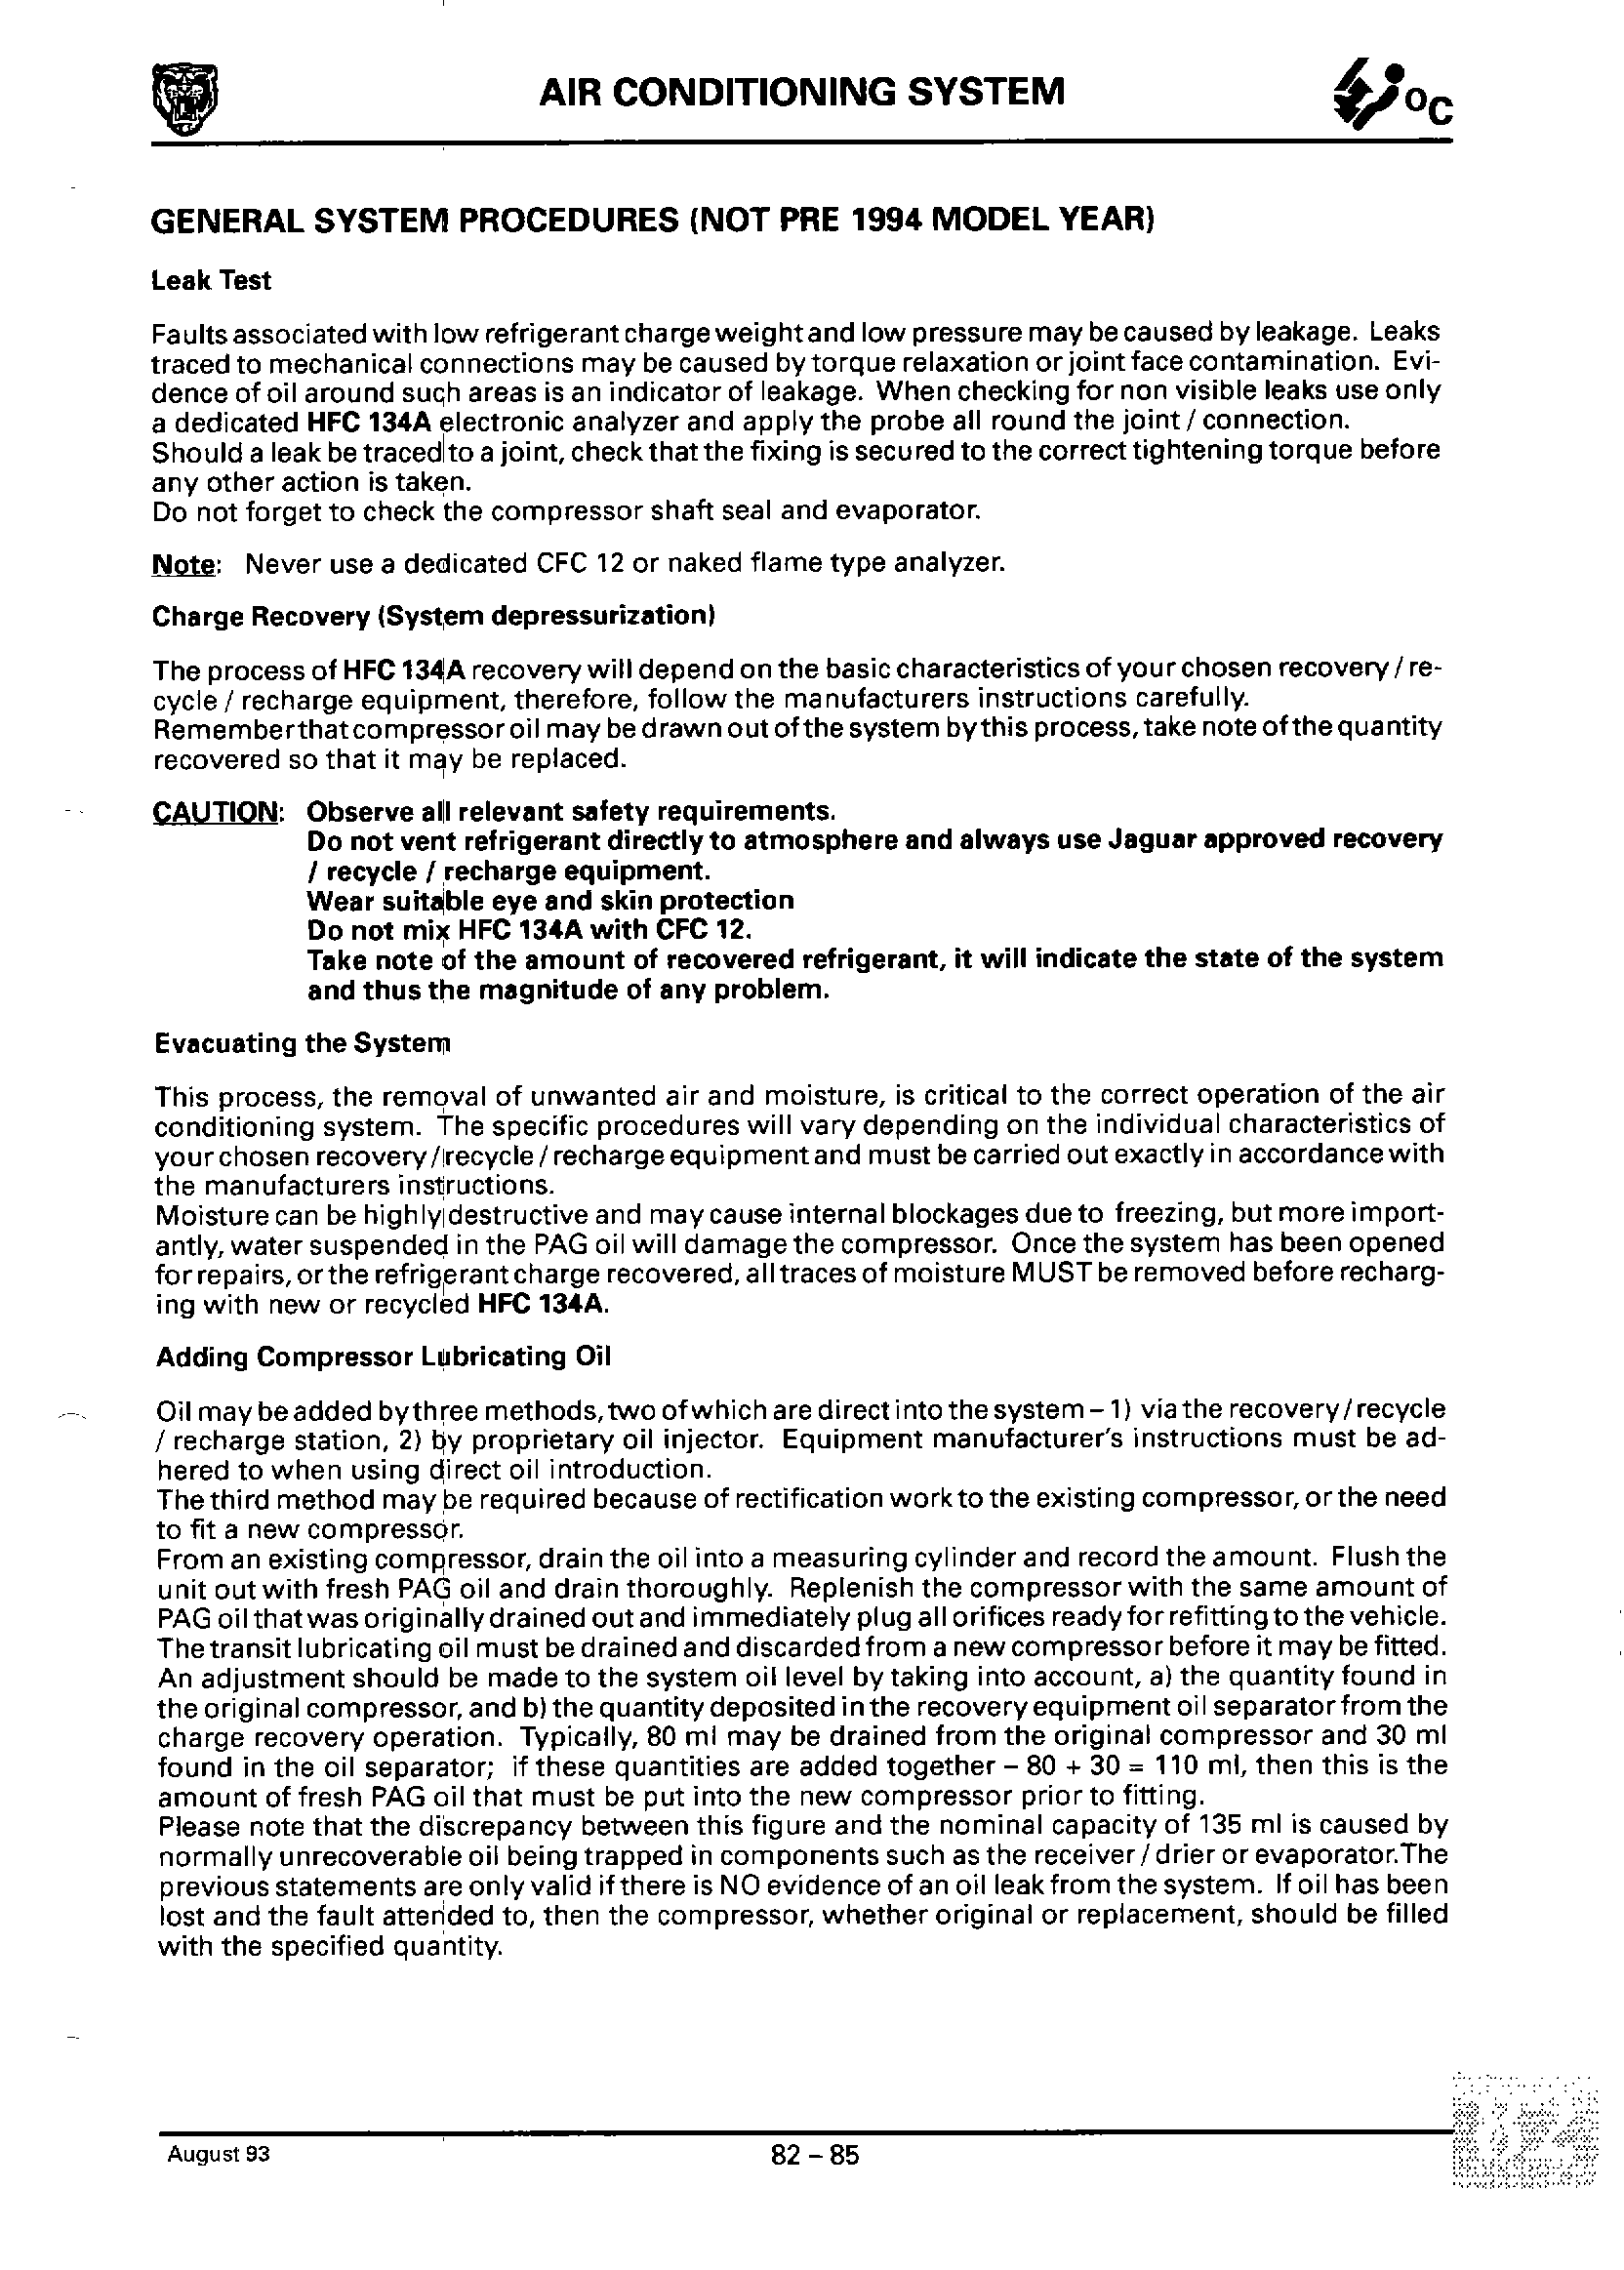 AIR CONDITIONING SYSTEM
ºC
GENERAL SYSTEM PROCEDURES (NOT PRE 1994 MODEL YEAR)
Leak Test
Faults associated with low refrigerant charge weight and low pressure may be caused by leakage. Leaks
traced to mechanical connections may be caused by torque relaxation or joint face contamination. Evi-
dence of oil around such areas is an indicator of leakage. When checking for non visible leaks use only
a dedicated HFC 134A electronic analyzer and apply the probe all round the joint / connection.
Should a leak be traced to a joint, check that the fixing is secured to the correct tightening torque before
any other action is taken.
Do not forget to check the compressor shaft seal and evaporator.
Note: Never use a dedicated CFC 12 or naked flame type analyzer.
Charge Recovery (System depressurization)
The process of HFC 134A recovery will depend on the basic characteristics of your chosen recovery / re-
cycle / recharge equipment, therefore, follow the manufacturers instructions carefully.
Remember that compressor oil may be drawn out of the system by this process, take note of the quantity
recovered so that it may be replaced.
CAUTION: Observe all relevant safety requirements.
Do not vent refrigerant directly to atmosphere and always use Jaguar approved recovery
/ recycle / recharge equipment.
Wear suitable eye and skin protection
Do not mix HFC 134A with CFC 12.
Take note of the amount of recovered refrigerant, it will indicate the state of the system
and thus the magnitude of any problem.
Evacuating the System
This process, the removal of unwanted air and moisture, is critical to the correct operation of the air
conditioning system. The specific procedures will vary depending on the individual characteristics of
your chosen recovery / recycle / recharge equipment and must be carried out exactly in accordance with
the manufacturers instructions.
Moisture can be highly destructive and may cause internal blockages due to freezing, but more import-
antly, water suspended in the PAG oil will damage the compressor. Once the system has been opened
for repairs, or the refrigerant charge recovered, all traces of moisture MUST be removed before recharg-
ing with new or recycled HFC 134A.
Adding Compressor Lubricating Oil
Oil may be added by three methods, two of which are direct into the system – 1) via the recovery / recycle
/ recharge station, 2) by proprietary oil injector. Equipment manufacturer's instructions must be ad-
hered to when using direct oil introduction.
The third method may be required because of rectification work to the existing compressor, or the need
to fit a new compressor.
From an existing compressor, drain the oil into a measuring cylinder and record the amount. Flush the
unit out with fresh PAG oil and drain thoroughly. Replenish the compressor with the same amount of
PAG oil that was originally drained out and immediately plug all orifices ready for refitting to the vehicle.
The transit lubricating oil must be drained and discarded from a new compressor before it may be fitted.
An adjustment should be made to the system oil level by taking into account, a) the quantity found in
the original compressor, and b) the quantity deposited in the recovery equipment oil separator from the
charge recovery operation. Typically, 80 ml may be drained from the original compressor and 30 ml
found in the oil separator; if these quantities are added together – 80 + 30 = 110 ml, then this is the
amount of fresh PAG oil that must be put into the new compressor prior to fitting.
Please note that the discrepancy between this figure and the nominal capacity of 135 ml is caused by
normally unrecoverable oil being trapped in components such as the receiver / drier or evaporator.The
previous statements are only valid if there is NO evidence of an oil leak from the system. If oil has been
lost and the fault attended to, then the compressor, whether original or replacement, should be filled
with the specified quantity.
August 93
82 – 85